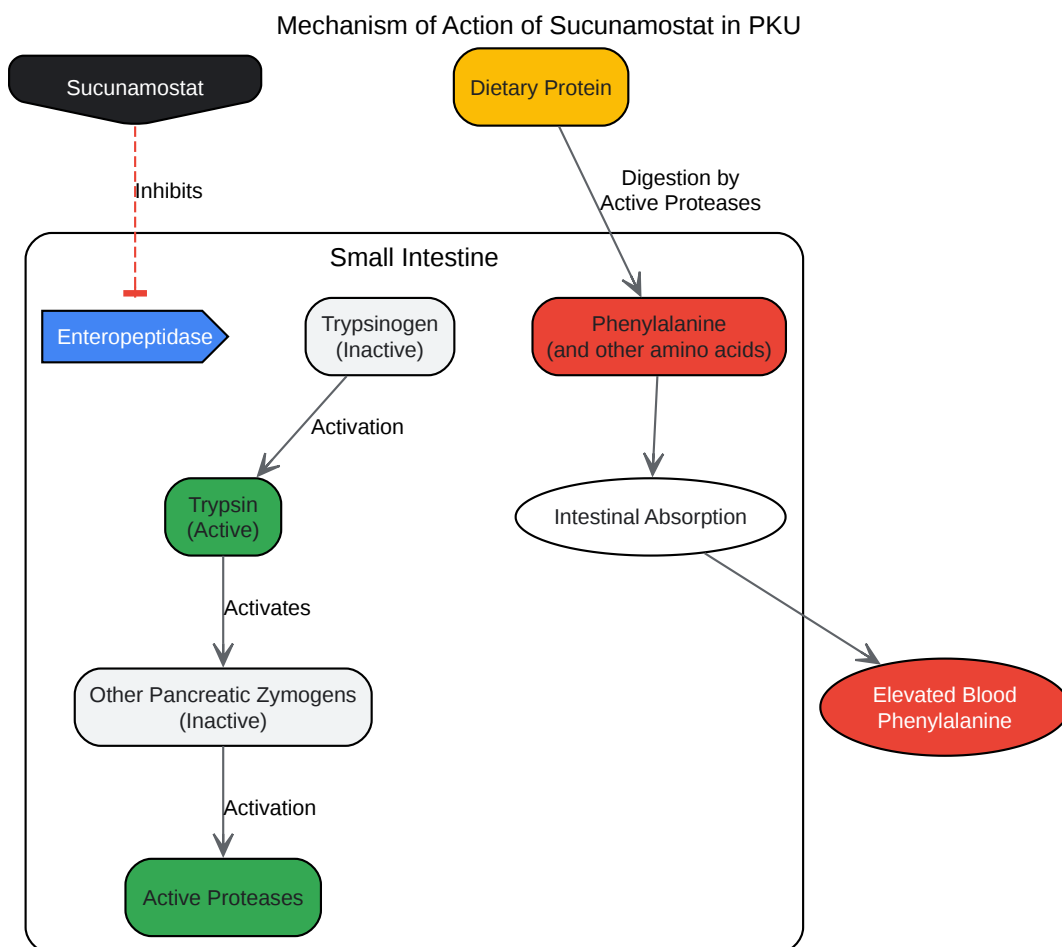 Mechanism of Action of Sucunamostat in PKU
Sucunamostat
Dietary Protein
Inhibits
Digestion by
Active Proteases
Small Intestine
Enteropeptidase
Trypsinogen
(Inactive)
Phenylalanine
(and other amino acids)
Activation
Trypsin
(Active)
Intestinal Absorption
Activates
Other Pancreatic Zymogens
(Inactive)
Elevated Blood
Phenylalanine
Activation
Active Proteases